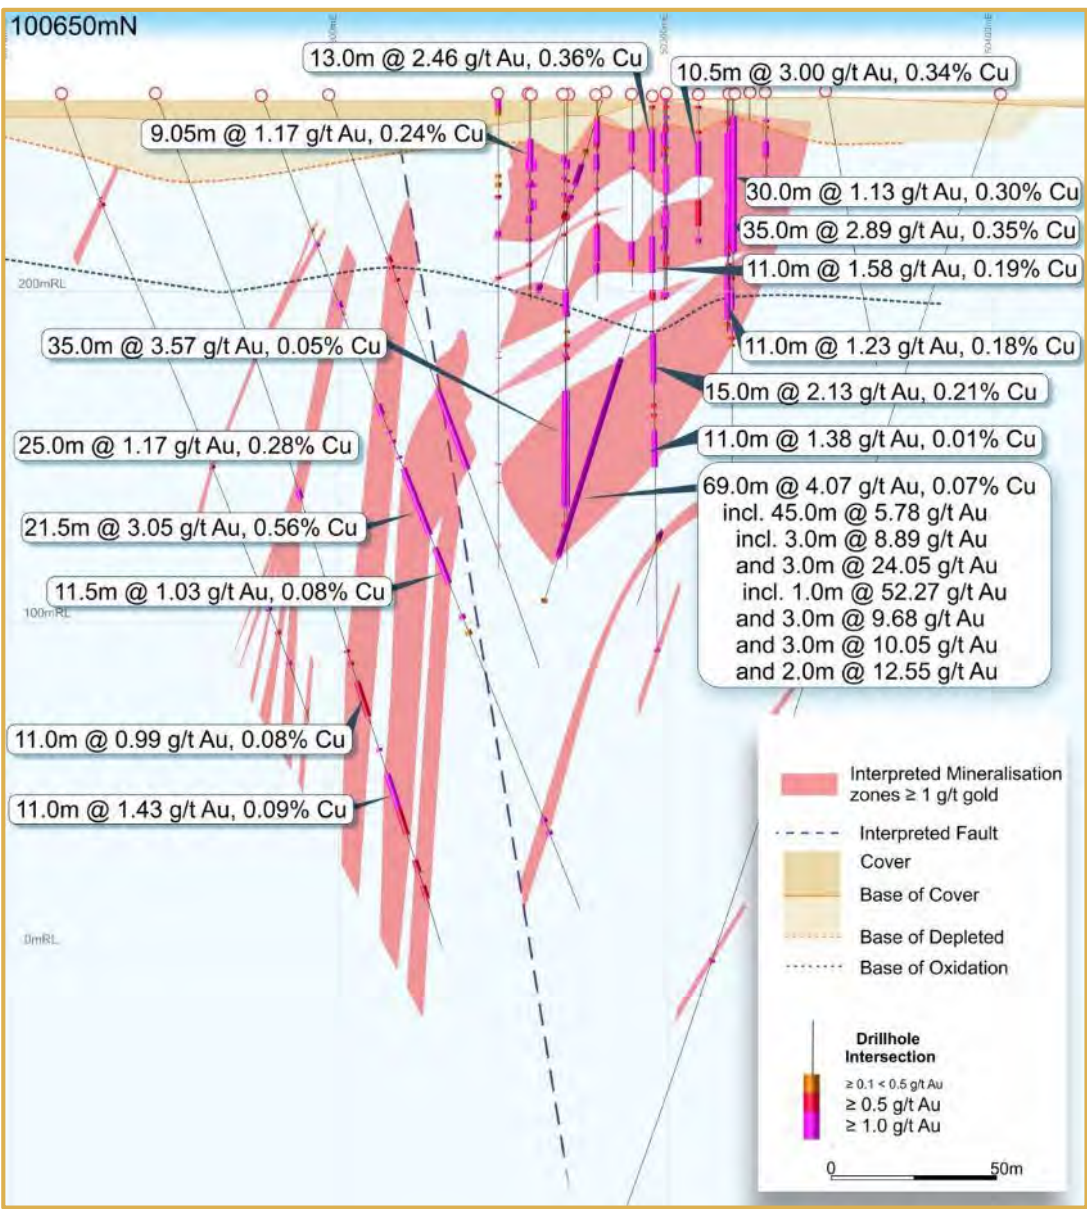 100650mN
50200mE
50400mE
13.0m @ 2.46 g/t Au, 0.36% Cu
10.5m @ 3.00 g/t Au, 0.34% Cu
9.05m @ 1.17 g/t Au, 0.24% Cu
30.0m @ 1.13 g/t Au, 0.30% Cu
35.0m @ 2.89 g/t Au, 0.35% Cu
11.0m @ 1.58 g/t Au, 0.19% Cu
200mRL
35.0m @ 3.57 g/t Au, 0.05% Cu
11.0m @ 1.23 g/t Au, 0.18% Cu
15.0m @ 2.13 g/t Au, 0.21% Cu
25.0m @ 1.17 g/t Au, 0.28% Cu
11.0m @ 1.38 g/t Au, 0.01% Cu
69.0m @ 4.07 g/t Au, 0.07% Cu
incl. 45.0m @ 5.78 g/t Au
incl. 3.0m @ 8.89 g/t Au
and 3.0m @ 24.05 g/t Au
incl. 1.0m @ 52.27 g/t Au
and 3.0m @ 9.68 g/t Au
and 3.0m @ 10.05 g/t Au
and 2.0m @ 12.55 g/t Au
21.5m @ 3.05 g/t Au, 0.56% Cu
11.5m @ 1.03 g/t Au, 0.08% Cu
100mRL
11.0m @ 0.99 g/t Au, 0.08% Cu
11.0m @ 1.43 g/t Au, 0.09% Cu
0mRL
Interpreted Mineralisation
zones ≥ 1 g/t gold
Interpreted Fault
Cover
Base of Cover
Base of Depleted
Base of Oxidation
Drillhole
Intersection
≥ 0.1 < 0.5 g/t Au
≥ 0.5 g/t Au
≥ 1.0 g/t Au
0 50m